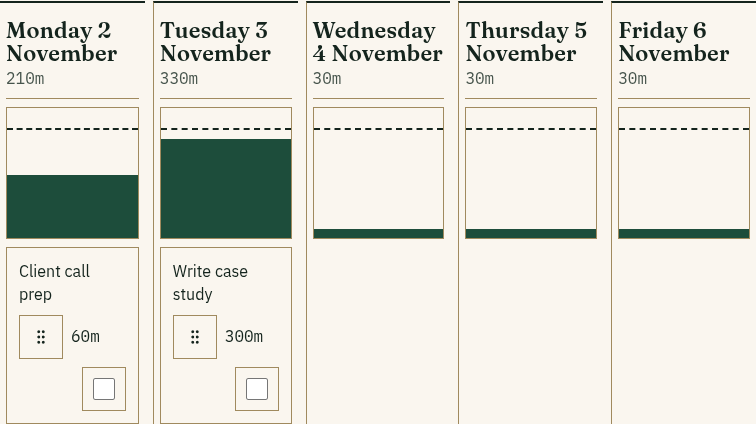 Monday 2
November
210m
Client call
prep
60m
Tuesday 3
November
330m
Write case
study
300m
Wednesday
4 November
30m
Thursday 5
November
30m
Friday 6
November
30m